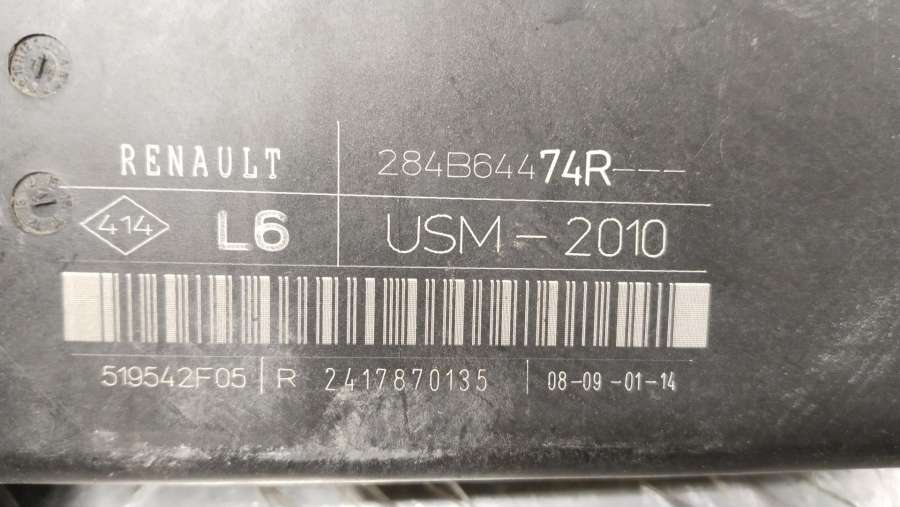 RENAULT 284B64474R---
414 L6 USM - 2010
519542F05 R 2417870135 08-09-01-14